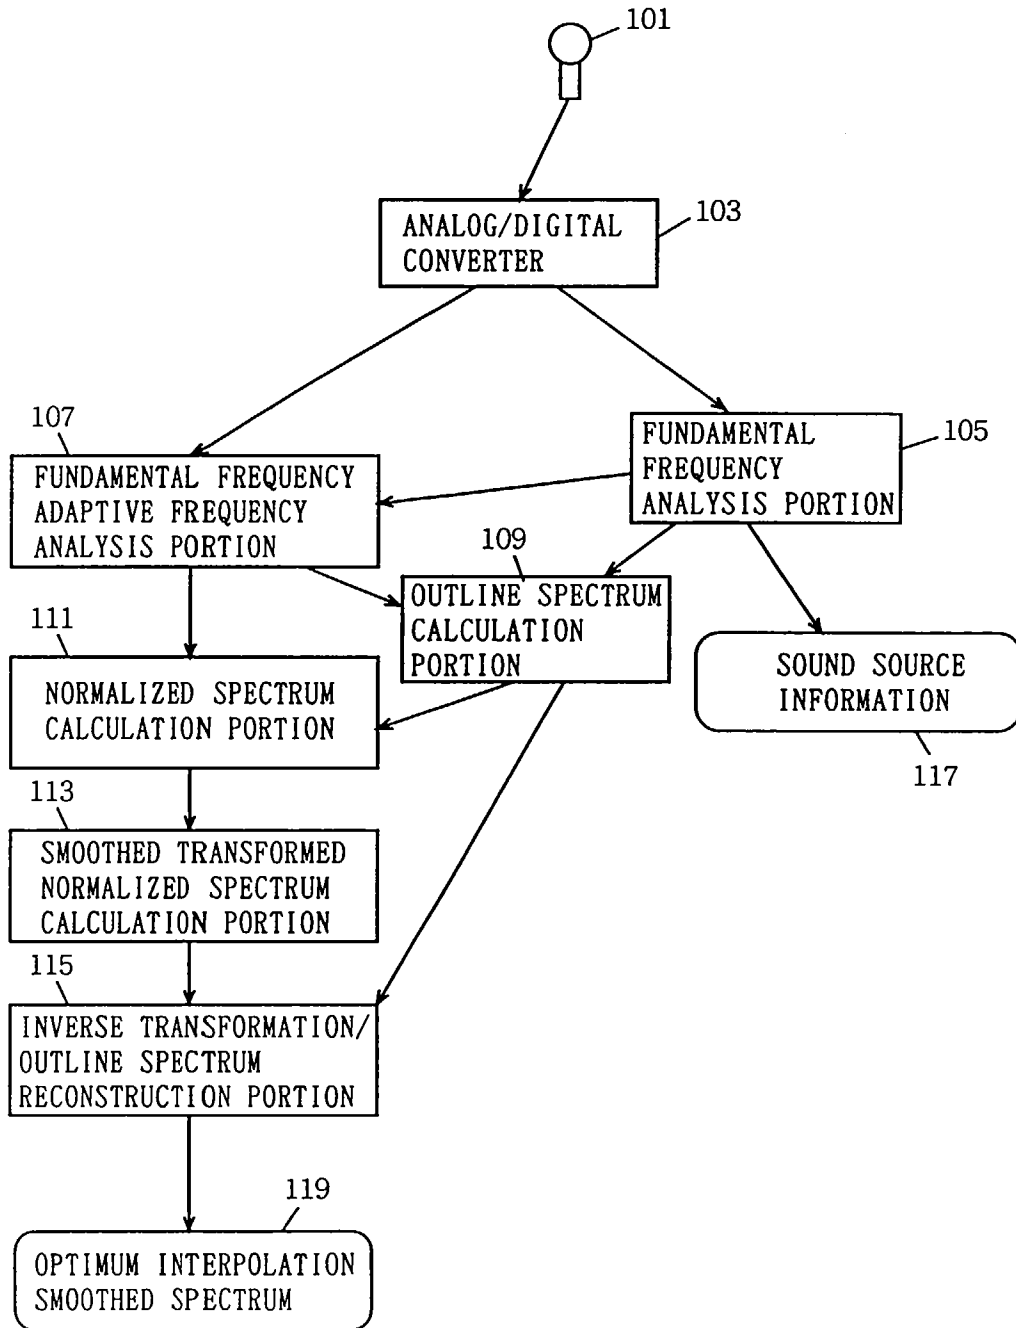 101
ANALOG/DIGITAL
CONVERTER
103
107
FUNDAMENTAL FREQUENCY
ADAPTIVE FREQUENCY
ANALYSIS PORTION
FUNDAMENTAL
FREQUENCY
ANALYSIS PORTION
105
109
OUTLINE SPECTRUM
CALCULATION
PORTION
111
NORMALIZED SPECTRUM
CALCULATION PORTION
SOUND SOURCE
INFORMATION
117
113
SMOOTHED TRANSFORMED
NORMALIZED SPECTRUM
CALCULATION PORTION
115
INVERSE TRANSFORMATION/
OUTLINE SPECTRUM
RECONSTRUCTION PORTION
119
OPTIMUM INTERPOLATION
SMOOTHED SPECTRUM